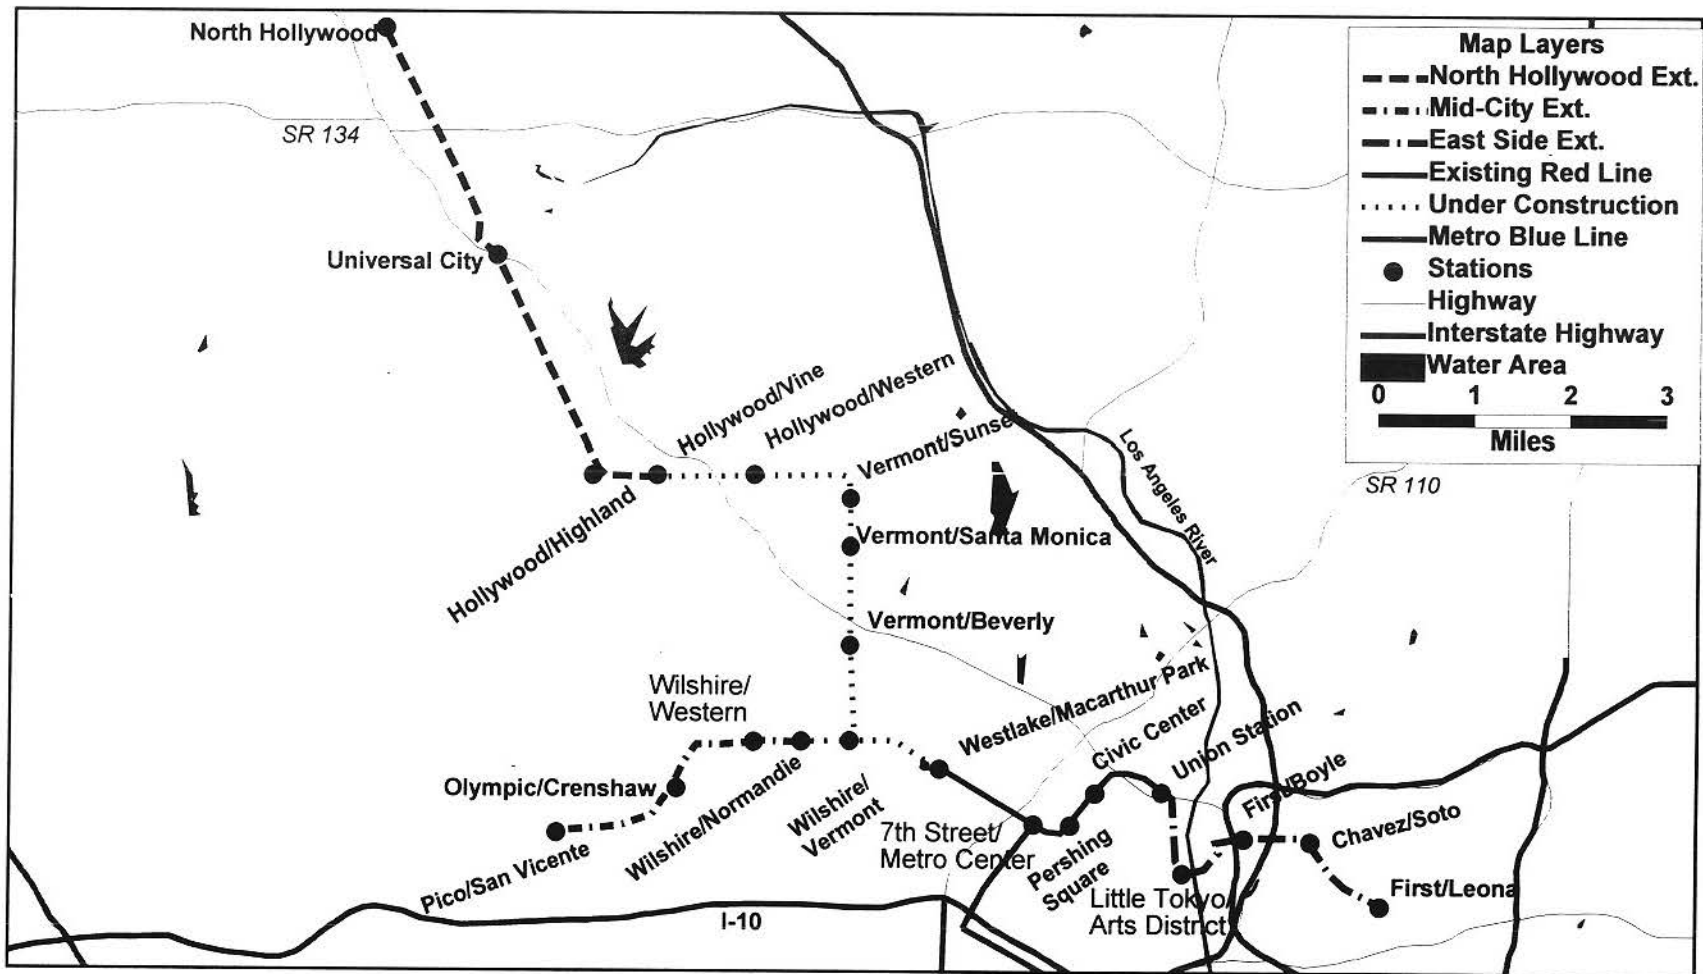 North Hollywood
SR 134
Universal City
Hollywood/Vine
Hollywood/Western
Vermont/Sunset
Hollywood/Highland
Vermont/Santa Monica
Vermont/Beverly
Los Angeles River
SR 110
Wilshire/
Western
Olympic/Crenshaw
Pico/San Vicente
Wilshire/Normandie
Wilshire/
Vermont
Westlake/Macarthur Park
7th Street/
Metro Center
Pershing
Square
Civic Center
Union Station
Little Tokyo/
Arts District
First/Boyle
Chavez/Soto
First/Leona
I-10
Map Layers
North Hollywood Ext.
Mid-City Ext.
East Side Ext.
Existing Red Line
Under Construction
Metro Blue Line
Stations
Highway
Interstate Highway
Water Area
0 1 2 3
Miles